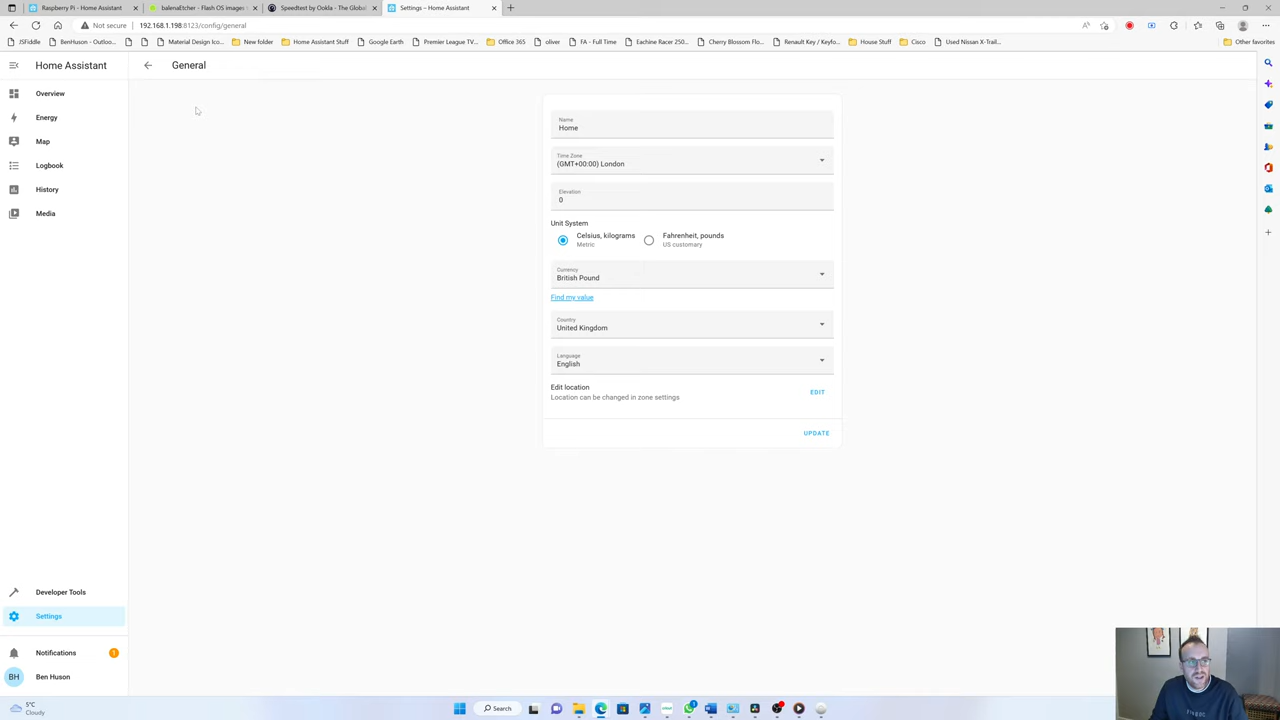 Raspberry Pi - Home Assistant
balenaEtcher - Flash OS images
Speedtest by Ookla - The Global
Settings – Home Assistant
Not secure
192.168.1.198:8123/config/general
JSFiddle
BenHuson - Outloo...
Material Design Ico...
New folder
Home Assistant Stuff
Google Earth
Premier League TV...
Office 365
oliver
FA - Full Time
Eachine Racer 250...
Cherry Blossom Flo...
Renault Key / Keyfo...
House Stuff
Cisco
Used Nissan X-Trail...
Other favorites
Home Assistant
General
Overview
Energy
Map
Logbook
History
Media
Name
Home
Time Zone
(GMT+00:00) London
Elevation
0
Unit System
Celsius, kilograms
Metric
Fahrenheit, pounds
US customary
Currency
British Pound
Find my value
Country
United Kingdom
Language
English
Edit location
Location can be changed in zone settings
EDIT
UPDATE
Developer Tools
Settings
Notifications
1
BH
Ben Huson
5°C
Cloudy
Search